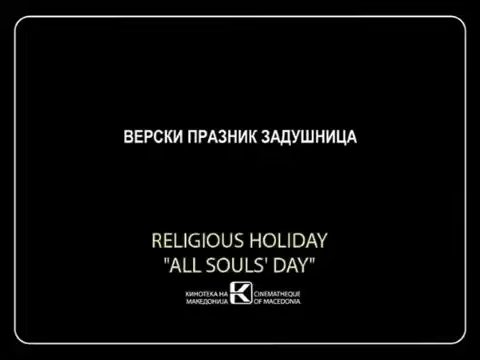 ВЕРСКИ ПРАЗНИК ЗАДУШНИЦА
RELIGIOUS HOLIDAY
"ALL SOULS' DAY"
КИНОТЕКА НА
МАКЕДОНИЈА
CINEMATHEQUE
OF MACEDONIA